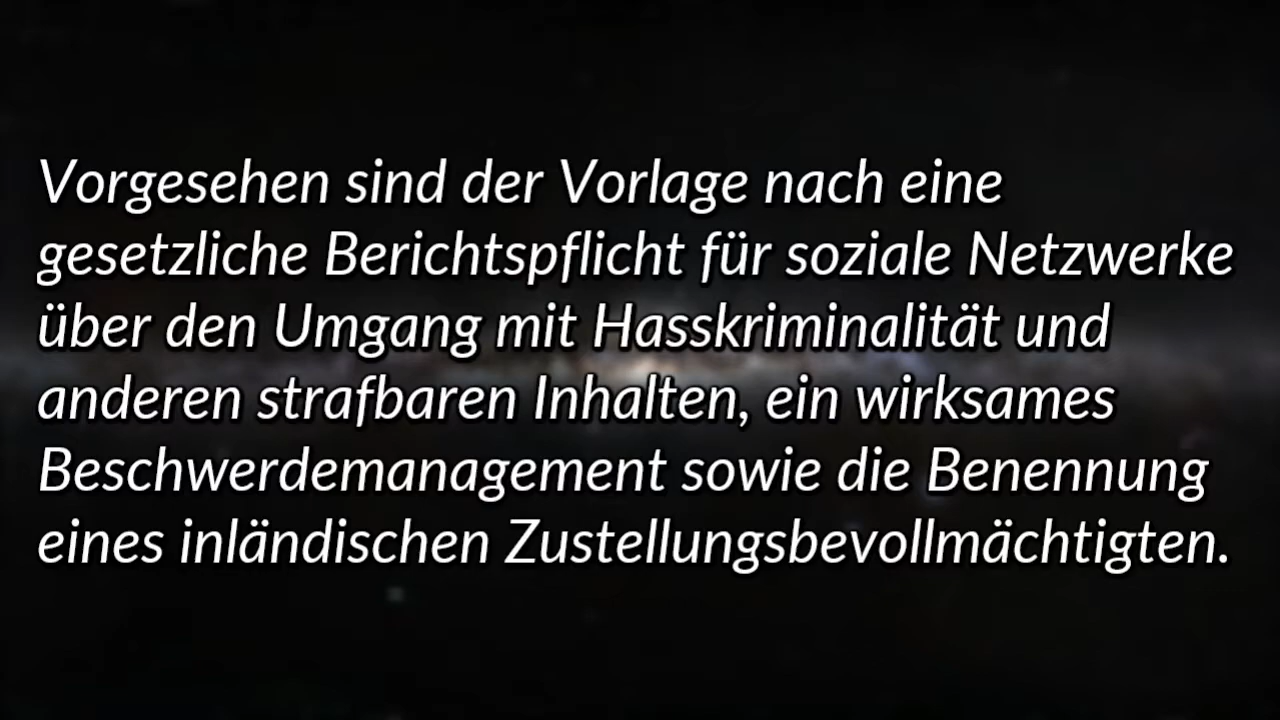 Vorgesehen sind der Vorlage nach eine
gesetzliche Berichtspflicht für soziale Netzwerke
über den Umgang mit Hasskriminalität und
anderen strafbaren Inhalten, ein wirksames
Beschwerdemanagement sowie die Benennung
eines inländischen Zustellungsbevollmächtigten.